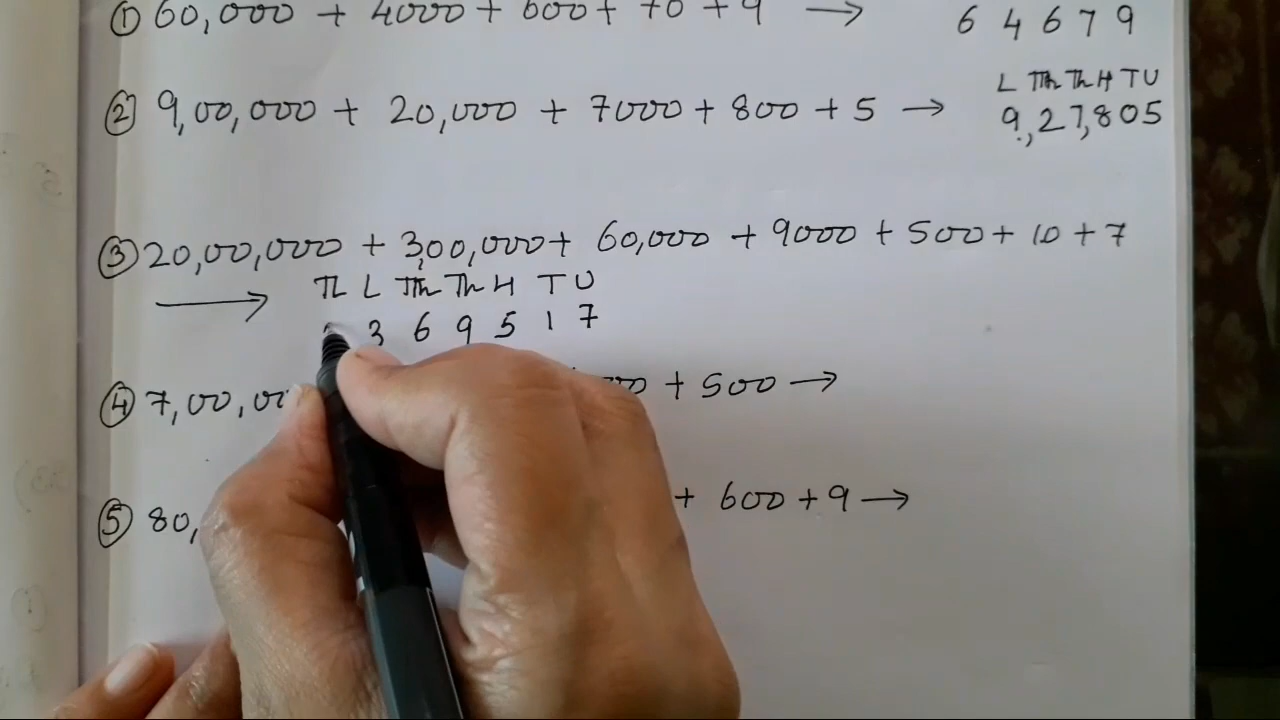 ① 60,000 + 4000 + 600 + 70 + 9 → 6 4 6 7 9
L TTh Th H T U
② 9,00,000 + 20,000 + 7000 + 800 + 5 → 9,27,805
③ 20,00,000 + 3,00,000 + 60,000 + 9000 + 500 + 10 + 7
→ TL L TTh Th H T U
3 6 9 5 1 7
④ 7,00,00 + 500 →
⑤ 80, + 600 + 9 →